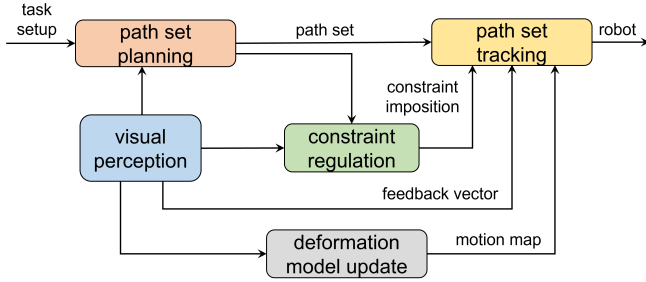 task
setup
path set
planning
path set
path set
tracking
robot
constraint
imposition
visual
perception
constraint
regulation
feedback vector
deformation
model update
motion map